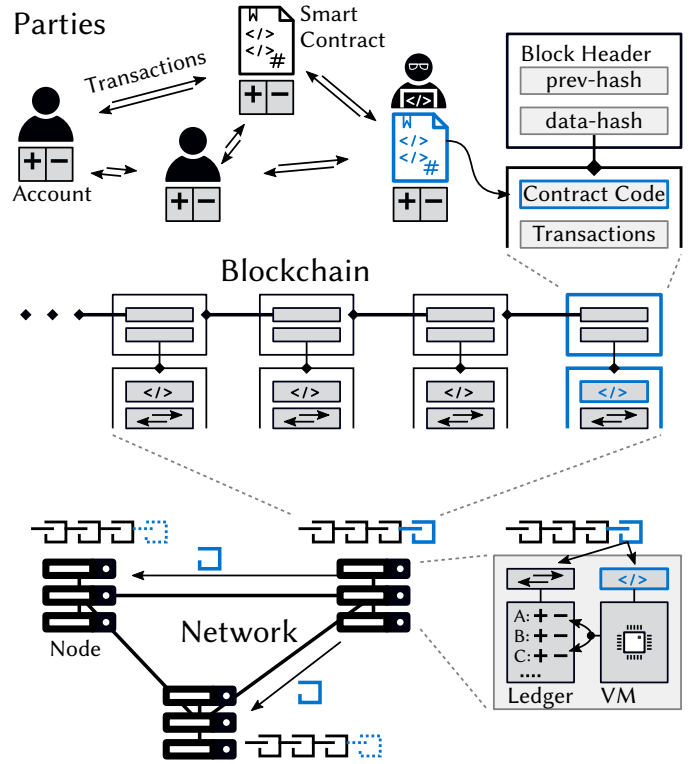 Parties
Smart
Contract
Transactions
W
</>
</>
#
+ −
</>
W
</>
</>
#
+ −
Account
+ −
+ −
Block Header
prev-hash
data-hash
Contract Code
Transactions
Blockchain
</>
</>
</>
</>
Network
Node
</>
A: + −
B: + −
C: + −
....
Ledger
VM